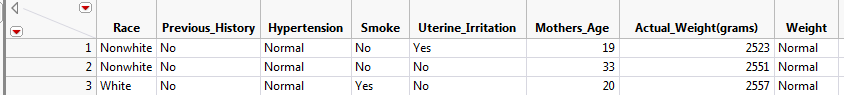 Race Previous_History Hypertension Smoke Uterine_Irritation Mothers_Age Actual_Weight(grams) Weight
1 Nonwhite No Normal No Yes 19 2523 Normal
2 Nonwhite No Normal No No 33 2551 Normal
3 White No Normal Yes No 20 2557 Normal